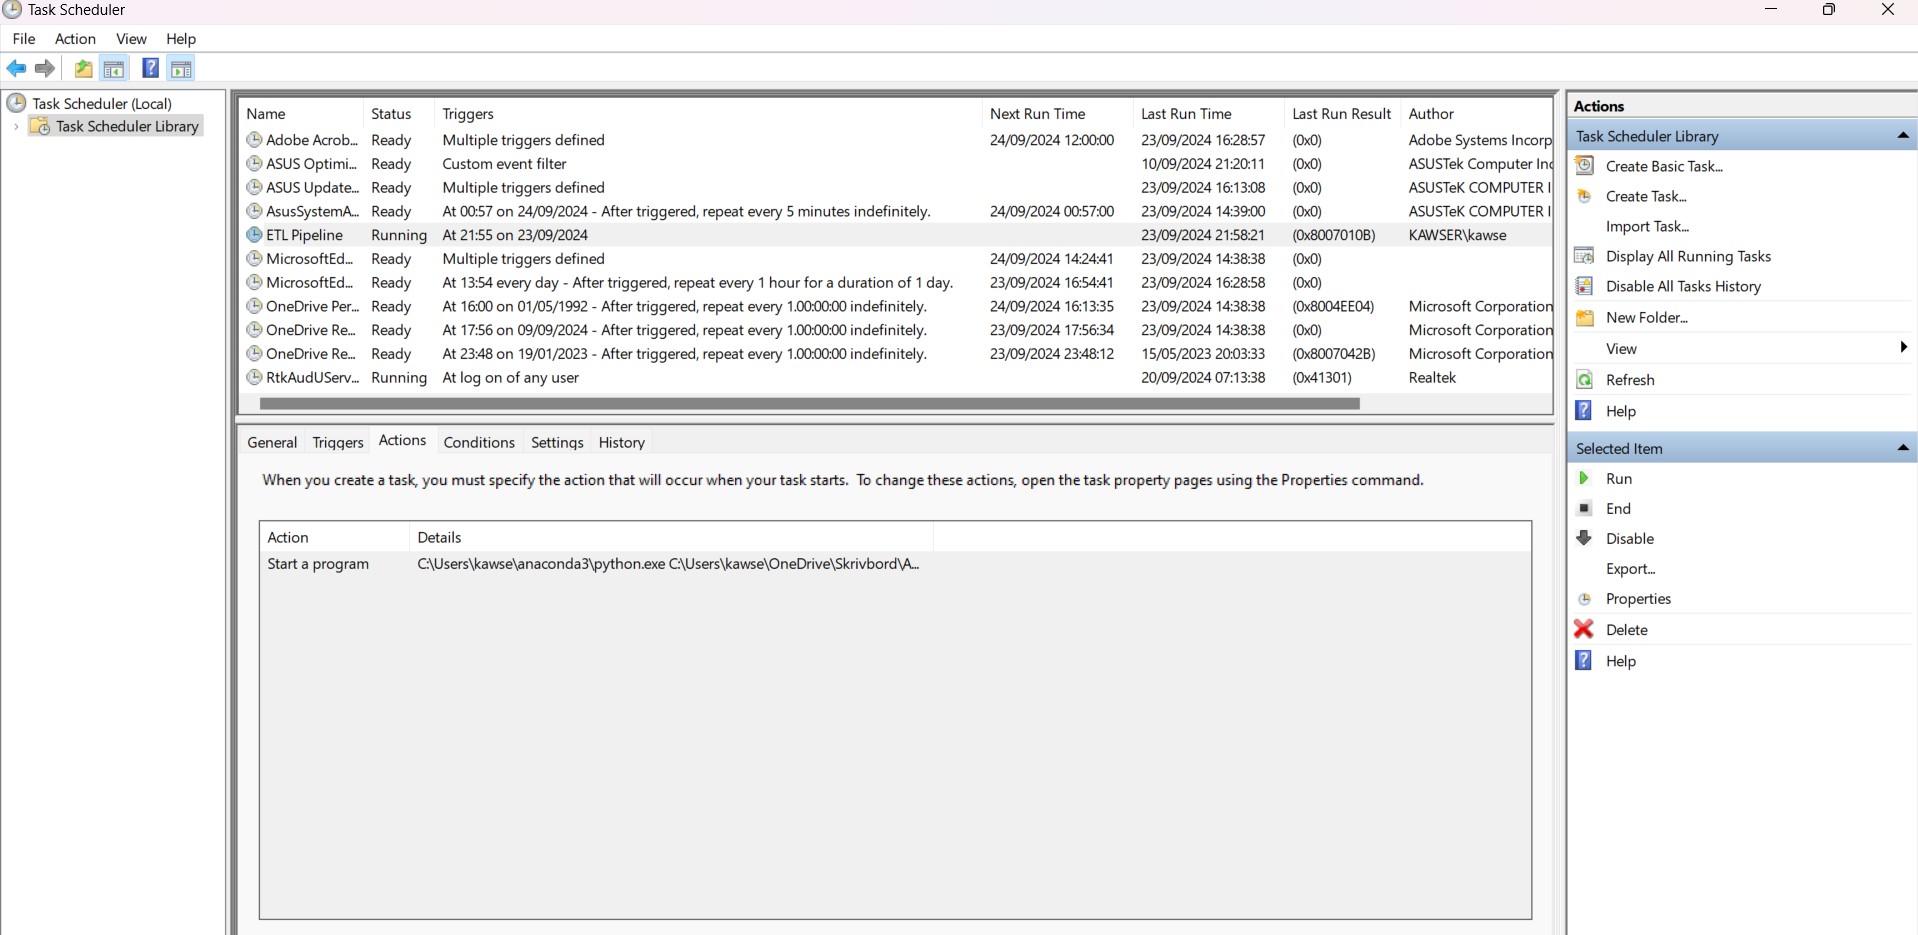 Task Scheduler
File Action View Help
Task Scheduler (Local)
Task Scheduler Library
Name Status Triggers Next Run Time Last Run Time Last Run Result Author
Adobe Acrob... Ready Multiple triggers defined 24/09/2024 12:00:00 23/09/2024 16:28:57 (0x0) Adobe Systems Incorp
ASUS Optimi... Ready Custom event filter 10/09/2024 21:20:11 (0x0) ASUSTek Computer Inc
ASUS Update... Ready Multiple triggers defined 23/09/2024 16:13:08 (0x0) ASUSTeK COMPUTER I
AsusSystemA... Ready At 00:57 on 24/09/2024 - After triggered, repeat every 5 minutes indefinitely. 24/09/2024 00:57:00 23/09/2024 14:39:00 (0x0) ASUSTeK COMPUTER I
ETL Pipeline Running At 21:55 on 23/09/2024 23/09/2024 21:58:21 (0x8007010B) KAWSER\kawse
MicrosoftEd... Ready Multiple triggers defined 24/09/2024 14:24:41 23/09/2024 14:38:38 (0x0)
MicrosoftEd... Ready At 13:54 every day - After triggered, repeat every 1 hour for a duration of 1 day. 23/09/2024 16:54:41 23/09/2024 16:28:58 (0x0)
OneDrive Per... Ready At 16:00 on 01/05/1992 - After triggered, repeat every 1.00:00:00 indefinitely. 24/09/2024 16:13:35 23/09/2024 14:38:38 (0x8004EE04) Microsoft Corporation
OneDrive Re... Ready At 17:56 on 09/09/2024 - After triggered, repeat every 1.00:00:00 indefinitely. 23/09/2024 17:56:34 23/09/2024 14:38:38 (0x0) Microsoft Corporation
OneDrive Re... Ready At 23:48 on 19/01/2023 - After triggered, repeat every 1.00:00:00 indefinitely. 23/09/2024 23:48:12 15/05/2023 20:03:33 (0x8007042B) Microsoft Corporation
RtkAudUServ... Running At log on of any user 20/09/2024 07:13:38 (0x41301) Realtek
General Triggers Actions Conditions Settings History
When you create a task, you must specify the action that will occur when your task starts. To change these actions, open the task property pages using the Properties command.
Action Details
Start a program C:\Users\kawse\anaconda3\python.exe C:\Users\kawse\OneDrive\Skrivbord\A...
Actions
Task Scheduler Library
Create Basic Task...
Create Task...
Import Task...
Display All Running Tasks
Disable All Tasks History
New Folder...
View
Refresh
Help
Selected Item
Run
End
Disable
Export...
Properties
Delete
Help